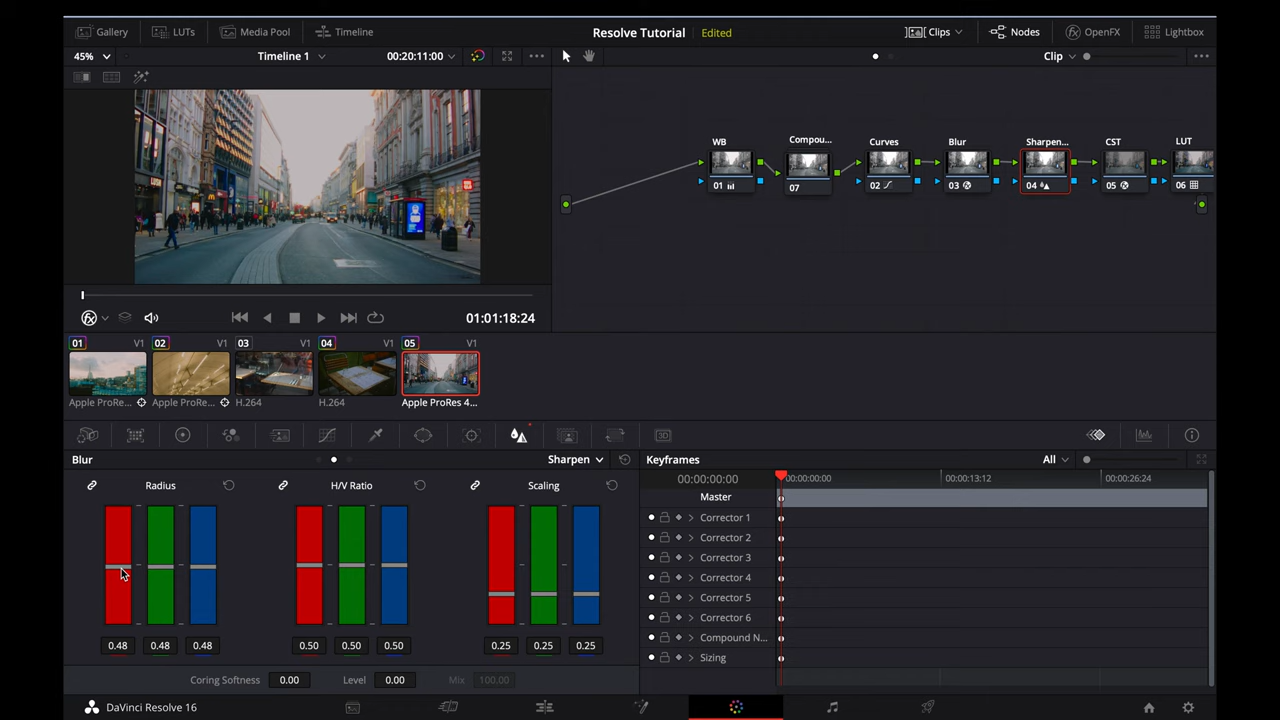 Gallery LUTs Media Pool Timeline Resolve Tutorial Edited Clips Nodes OpenFX Lightbox
45% Timeline 1 00:20:11:00 Clip
WB Compou... Curves Blur Sharpen... CST LUT
01 07 02 03 04 05 06
01:01:18:24
01 V1 02 V1 03 V1 04 V1 05 V1
Apple ProRe... Apple ProRe... H.264 H.264 Apple ProRes 4...
Blur Sharpen Keyframes All
Radius H/V Ratio Scaling 00:00:00:00 00:00:00:00 00:00:13:12 00:00:26:24
Master
Corrector 1
Corrector 2
Corrector 3
Corrector 4
Corrector 5
Corrector 6
0.48 0.48 0.48 0.50 0.50 0.50 0.25 0.25 0.25 Compound N...
Sizing
Coring Softness 0.00 Level 0.00 Mix 100.00
DaVinci Resolve 16